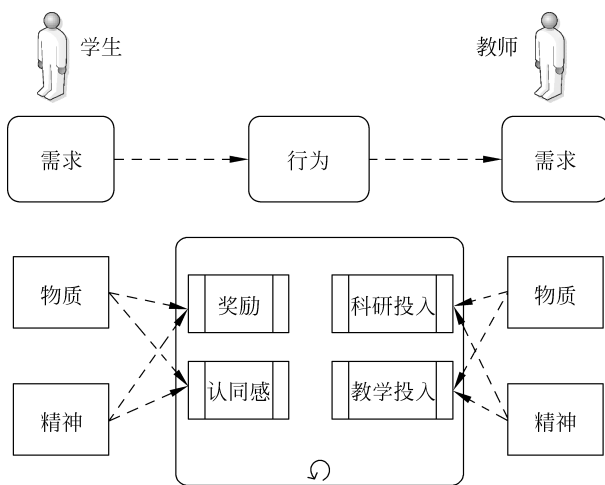 学生
教师
需求
行为
需求
物质
奖励
科研投入
物质
精神
认同感
教学投入
精神